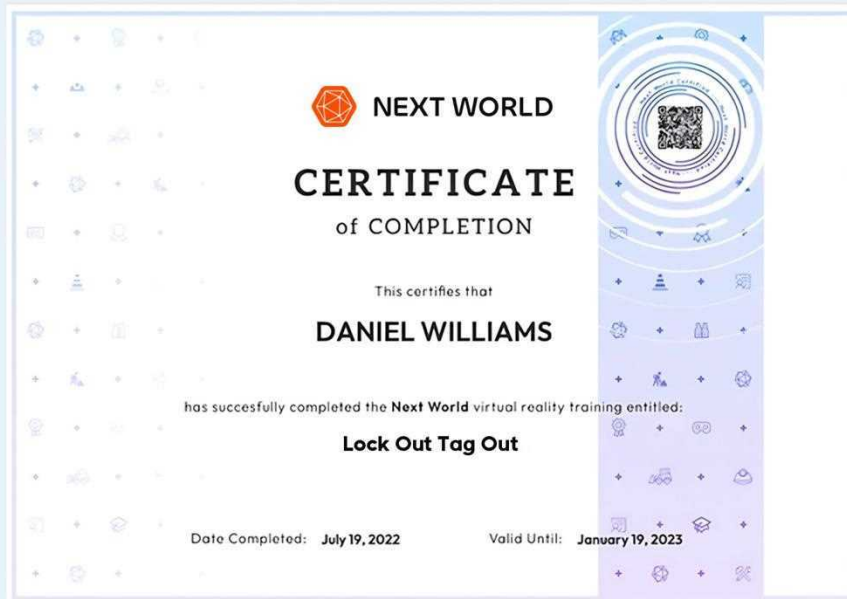 NEXT WORLD
CERTIFICATE
of COMPLETION
This certifies that
DANIEL WILLIAMS
has succesfully completed the Next World virtual reality training entitled:
Lock Out Tag Out
Date Completed: July 19, 2022 Valid Until: January 19, 2023